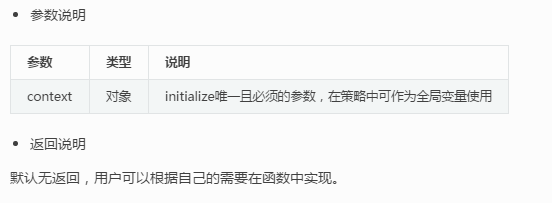 参数说明
参数 类型 说明
context 对象 initialize唯一且必须的参数，在策略中可作为全局变量使用
返回说明
默认无返回，用户可以根据自己的需要在函数中实现。